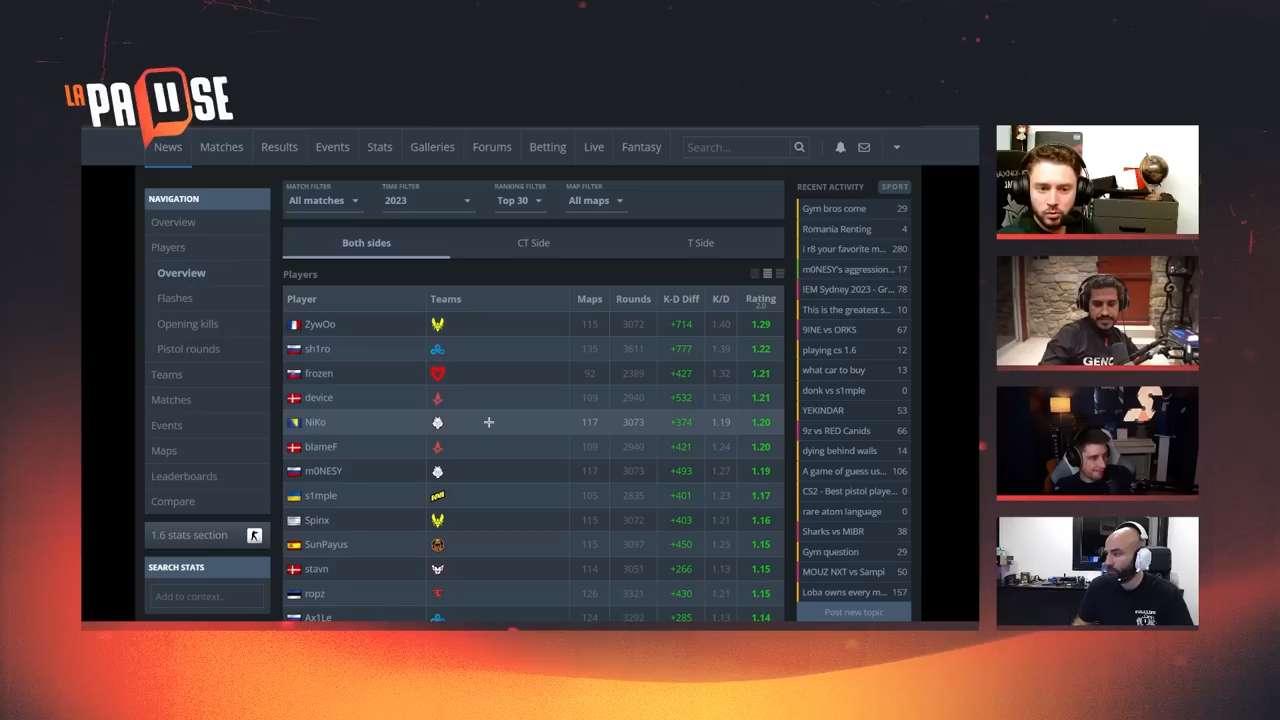 LA PAUSE
News Matches Results Events Stats Galleries Forums Betting Live Fantasy Search...
NAVIGATION
Overview
Players
Overview
Flashes
Opening kills
Pistol rounds
Teams
Matches
Events
Maps
Leaderboards
Compare
1.6 stats section
SEARCH STATS
Add to context..
MATCH FILTER TIME FILTER RANKING FILTER MAP FILTER
All matches 2023 Top 30 All maps
Both sides CT Side T Side
Players
Player Teams Maps Rounds K-D Diff K/D Rating 2.0
ZywOo 115 3072 +714 1.40 1.29
sh1ro 135 3611 +777 1.39 1.22
frozen 92 2389 +427 1.32 1.21
device 109 2940 +532 1.30 1.21
NiKo 117 3073 +374 1.19 1.20
blameF 109 2940 +421 1.24 1.20
m0NESY 117 3073 +493 1.27 1.19
s1mple 105 2835 +401 1.23 1.17
Spinx 115 3072 +403 1.21 1.16
SunPayus 115 3097 +450 1.25 1.15
stavn 114 3051 +266 1.13 1.15
ropz 126 3321 +430 1.21 1.15
Ax1Le 124 3292 +285 1.13 1.14
RECENT ACTIVITY SPORT
Gym bros come 29
Romania Renting 4
i r8 your favorite m... 280
m0NESY's aggression... 17
IEM Sydney 2023 - Gr... 78
This is the greatest s... 10
9INE vs ORKS 67
playing cs 1.6 12
what car to buy 13
donk vs s1mple 0
YEKINDAR 53
9z vs RED Canids 66
dying behind walls 14
A game of guess us... 106
CS2 - Best pistol playe... 0
rare atom language 0
Sharks vs MIBR 38
Gym question 29
MOUZ NXT vs Sampi 50
Loba owns every m... 157
Post new topic
GENC